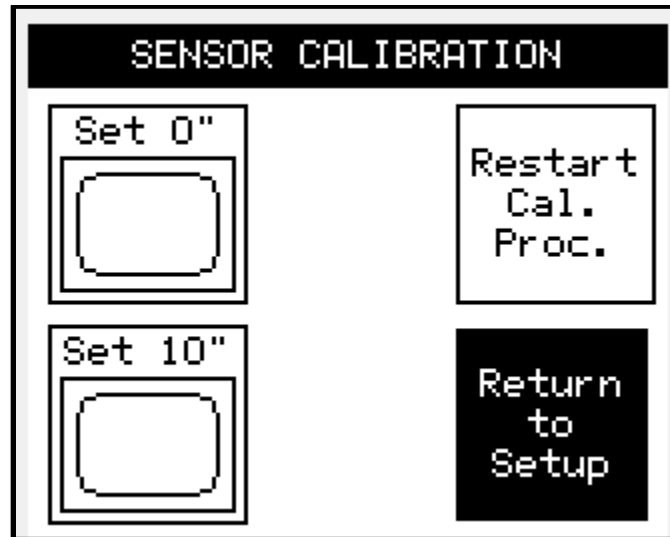 SENSOR CALIBRATION
Set 0"
Restart
Cal.
Proc.
Set 10"
Return
to
Setup